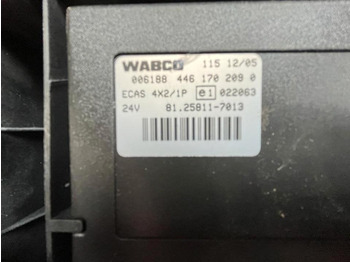 WABCO 115 12/05
006188 446 170 209 0
ECAS 4X2/1P e1 022063
24V 81.25811-7013